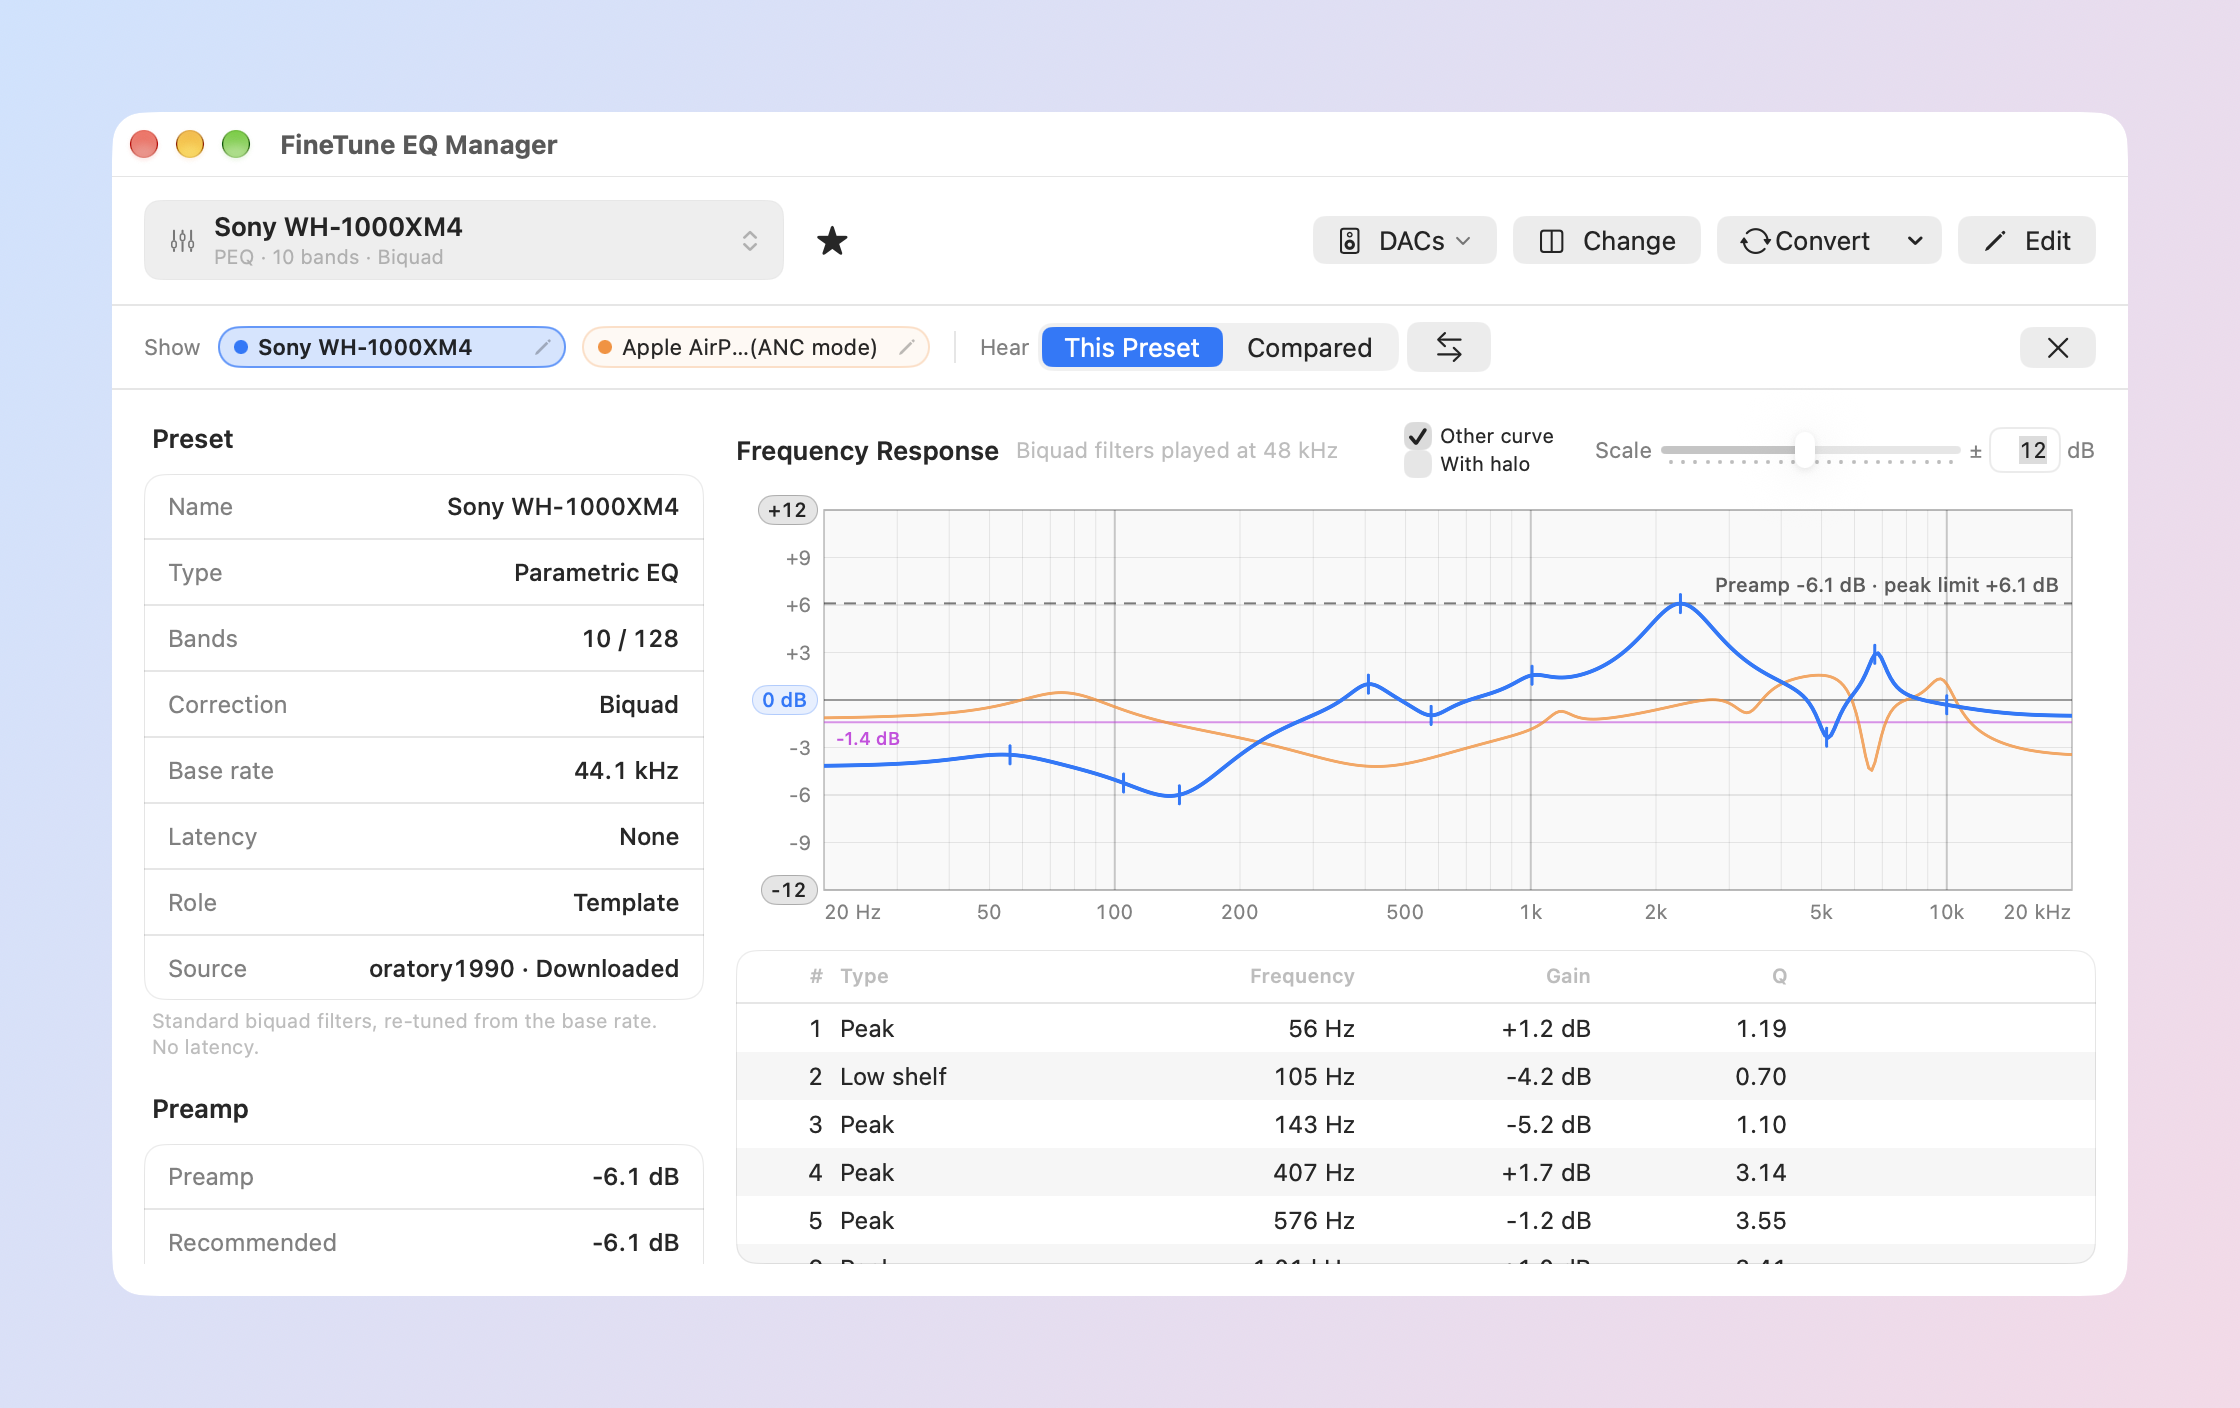 FineTune EQ Manager
Sony WH-1000XM4
PEQ · 10 bands · Biquad
DACs
Change
Convert
Edit
Show
Sony WH-1000XM4
Apple AirP...(ANC mode)
Hear
This Preset
Compared
Preset
Name Sony WH-1000XM4
Type Parametric EQ
Bands 10 / 128
Correction Biquad
Base rate 44.1 kHz
Latency None
Role Template
Source oratory1990 · Downloaded
Standard biquad filters, re-tuned from the base rate.
No latency.
Preamp
Preamp -6.1 dB
Recommended -6.1 dB
Frequency Response
Biquad filters played at 48 kHz
Other curve
With halo
Scale ± 12 dB
+12
+9
+6
+3
0 dB
-3
-6
-9
-12
Preamp -6.1 dB · peak limit +6.1 dB
-1.4 dB
20 Hz 50 100 200 500 1k 2k 5k 10k 20 kHz
# Type Frequency Gain Q
1 Peak 56 Hz +1.2 dB 1.19
2 Low shelf 105 Hz -4.2 dB 0.70
3 Peak 143 Hz -5.2 dB 1.10
4 Peak 407 Hz +1.7 dB 3.14
5 Peak 576 Hz -1.2 dB 3.55